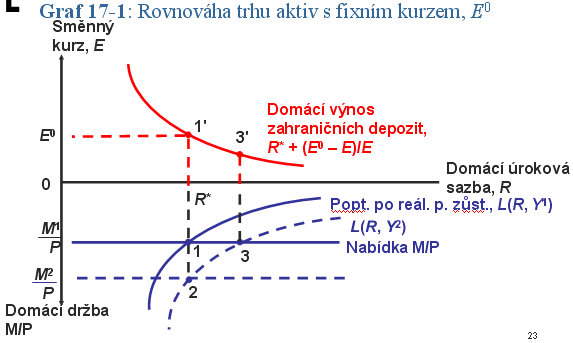 Graf 17-1: Rovnováha trhu aktiv s fixním kurzem, E⁰
Směnný
kurz, E
1'
3'
Domácí výnos
zahraničních depozit,
R* + (E⁰ – E)/E
E⁰
Domácí úroková
sazba, R
0
R*
Popt. po reál. p. zůst., L(R, Y¹)
L(R, Y²)
M¹
P
1
3
Nabídka M/P
M²
P
2
Domácí držba
M/P
23